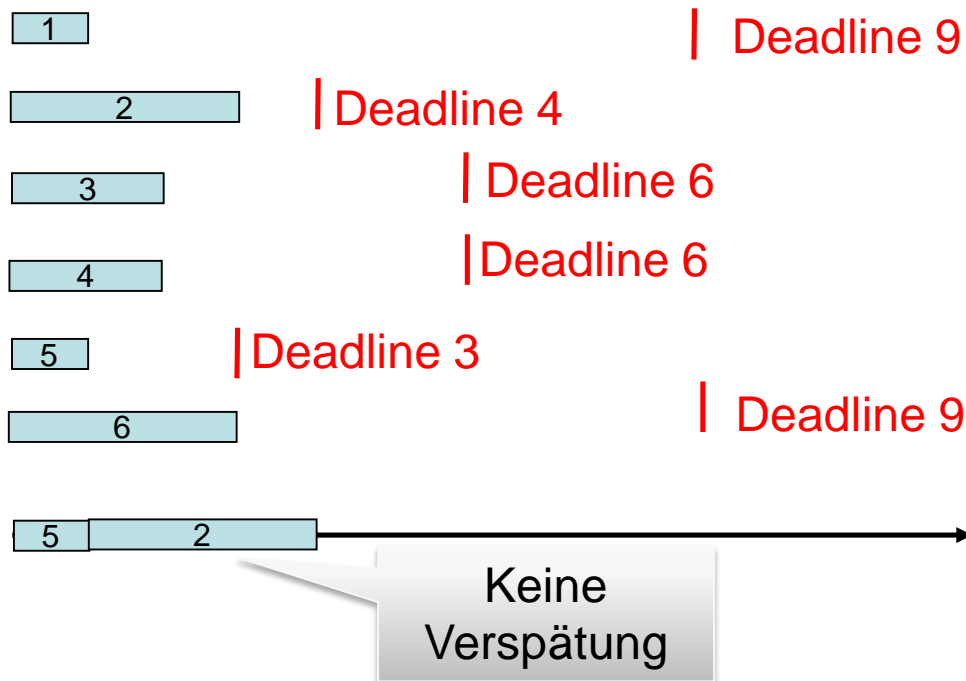 1
Deadline 9
2
Deadline 4
3
Deadline 6
4
Deadline 6
5
Deadline 3
6
Deadline 9
5
2
Keine
Verspätung